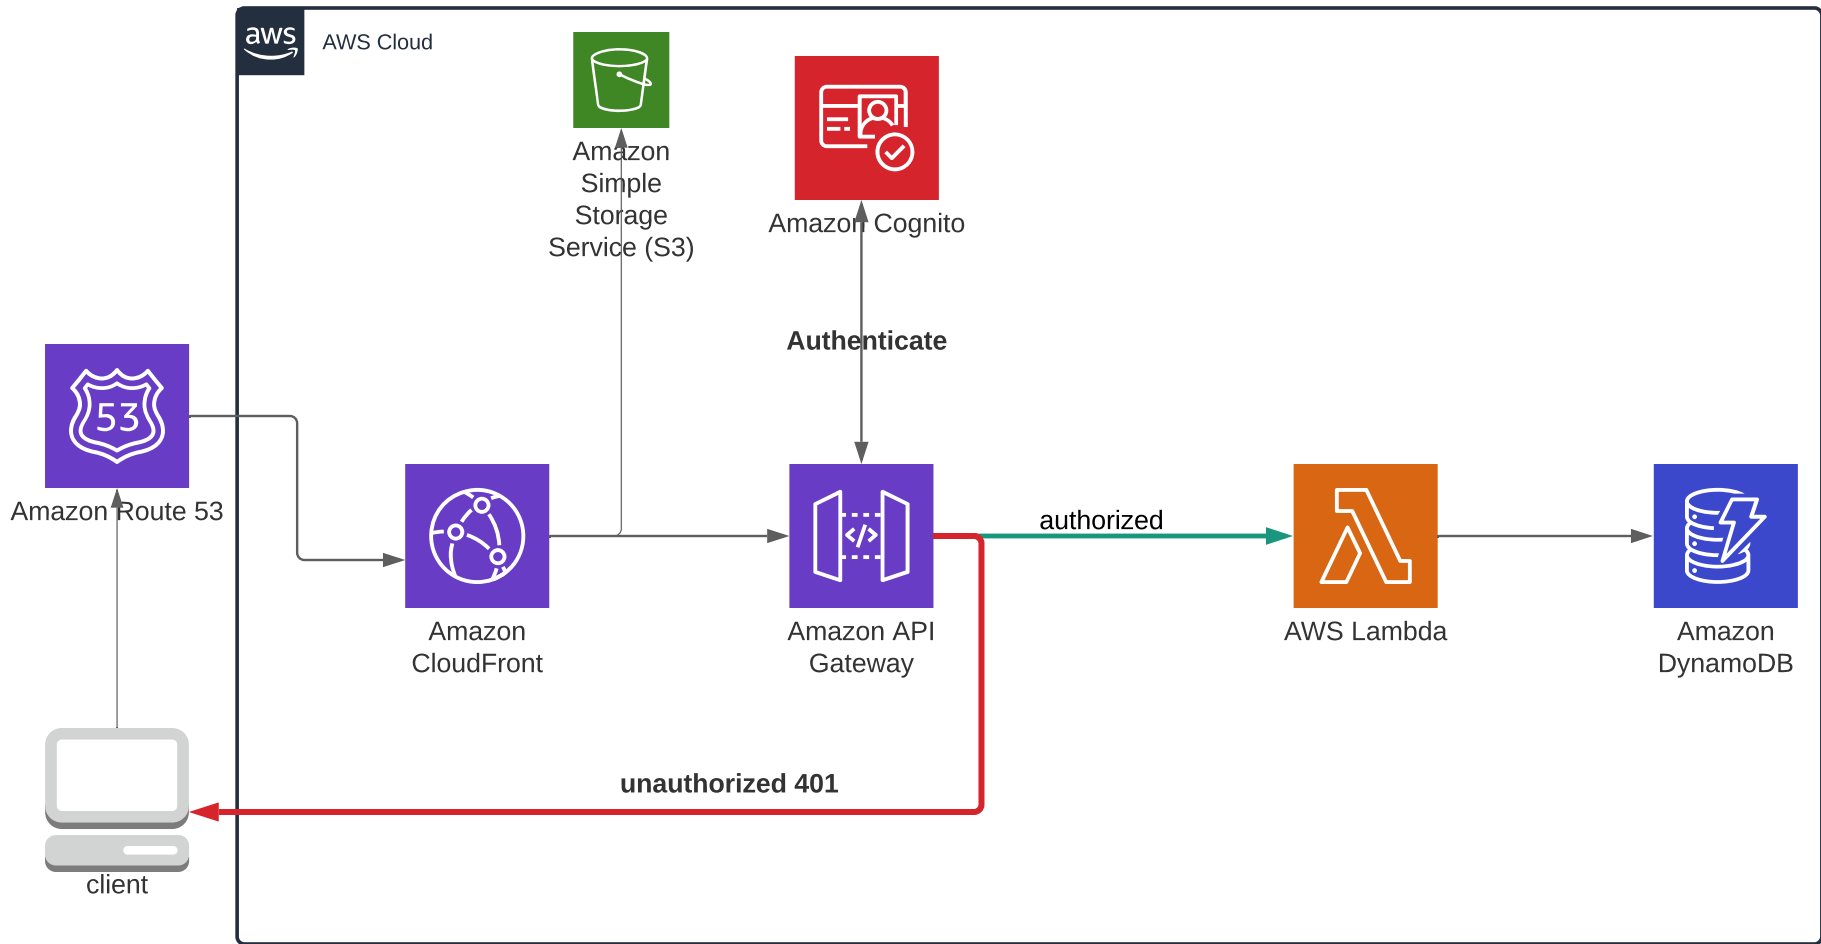 aws
AWS Cloud
Amazon
Simple
Storage
Service (S3)
Amazon Cognito
Authenticate
53
Amazon Route 53
authorized
</>
Amazon
CloudFront
Amazon API
Gateway
AWS Lambda
Amazon
DynamoDB
unauthorized 401
client